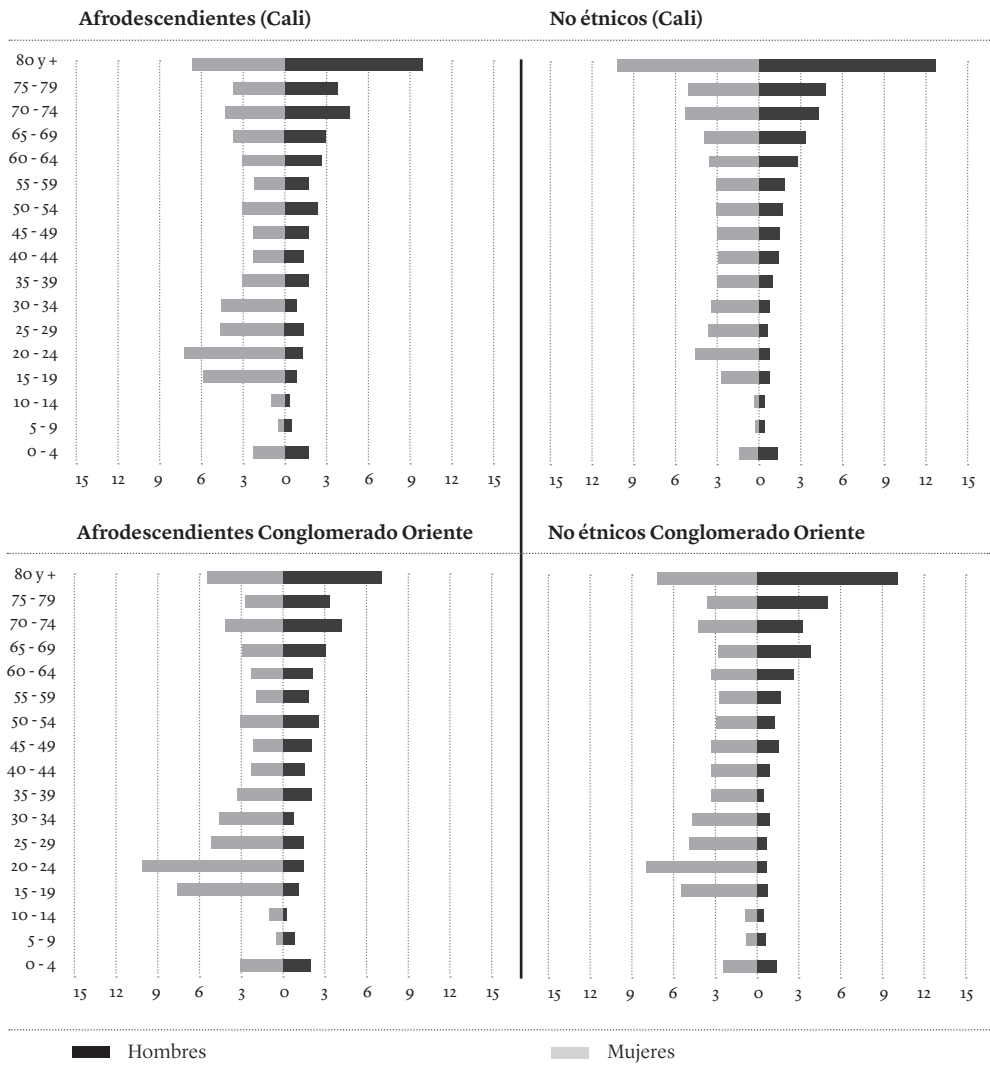 Afrodescendientes (Cali)
No étnicos (Cali)
80 y +
75 - 79
70 - 74
65 - 69
60 - 64
55 - 59
50 - 54
45 - 49
40 - 44
35 - 39
30 - 34
25 - 29
20 - 24
15 - 19
10 - 14
5 - 9
0 - 4
15 12 9 6 3 0 3 6 9 12 15
15 12 9 6 3 0 3 6 9 12 15
Afrodescendientes Conglomerado Oriente
No étnicos Conglomerado Oriente
80 y +
75 - 79
70 - 74
65 - 69
60 - 64
55 - 59
50 - 54
45 - 49
40 - 44
35 - 39
30 - 34
25 - 29
20 - 24
15 - 19
10 - 14
5 - 9
0 - 4
15 12 9 6 3 0 3 6 9 12 15
15 12 9 6 3 0 3 6 9 12 15
Hombres
Mujeres